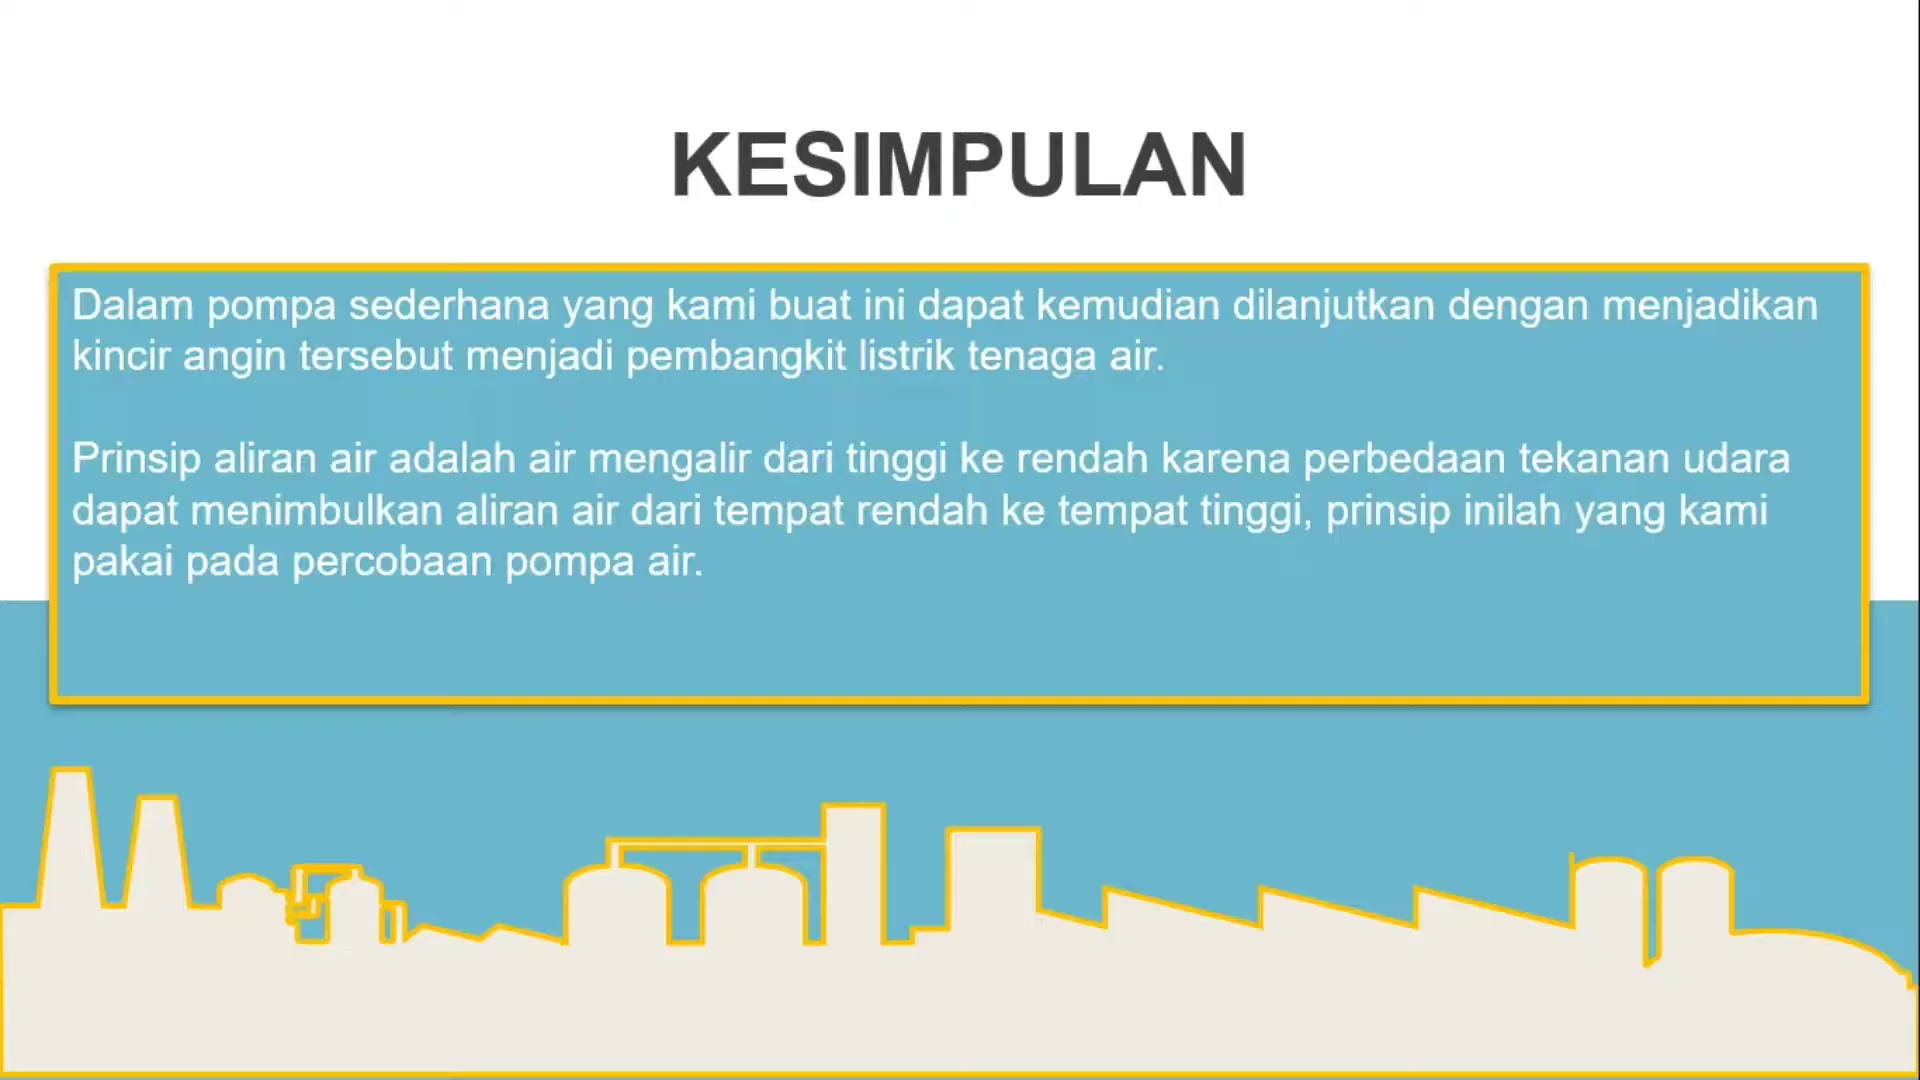 KESIMPULAN
Dalam pompa sederhana yang kami buat ini dapat kemudian dilanjutkan dengan menjadikan
kincir angin tersebut menjadi pembangkit listrik tenaga air.
Prinsip aliran air adalah air mengalir dari tinggi ke rendah karena perbedaan tekanan udara
dapat menimbulkan aliran air dari tempat rendah ke tempat tinggi, prinsip inilah yang kami
pakai pada percobaan pompa air.